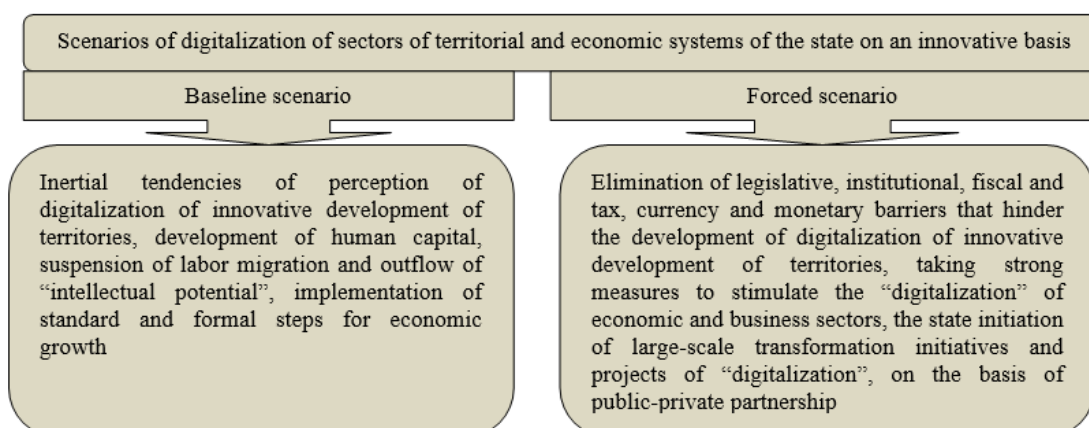 Scenarios of digitalization of sectors of territorial and economic systems of the state on an innovative basis
Baseline scenario
Forced scenario
Inertial tendencies of perception of
digitalization of innovative development of
territories, development of human capital,
suspension of labor migration and outflow of
“intellectual potential”, implementation of
standard and formal steps for economic
growth
Elimination of legislative, institutional, fiscal and
tax, currency and monetary barriers that hinder
the development of digitalization of innovative
development of territories, taking strong
measures to stimulate the “digitalization” of
economic and business sectors, the state initiation
of large-scale transformation initiatives and
projects of “digitalization”, on the basis of
public-private partnership